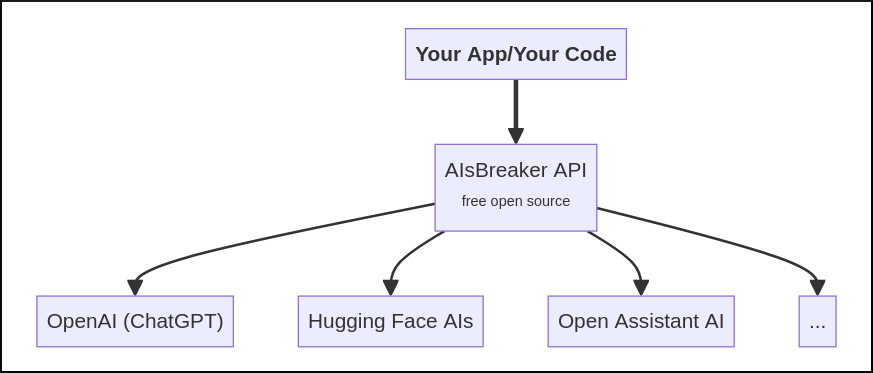 Your App/Your Code
AIsBreaker API
free open source
OpenAI (ChatGPT)
Hugging Face AIs
Open Assistant AI
...